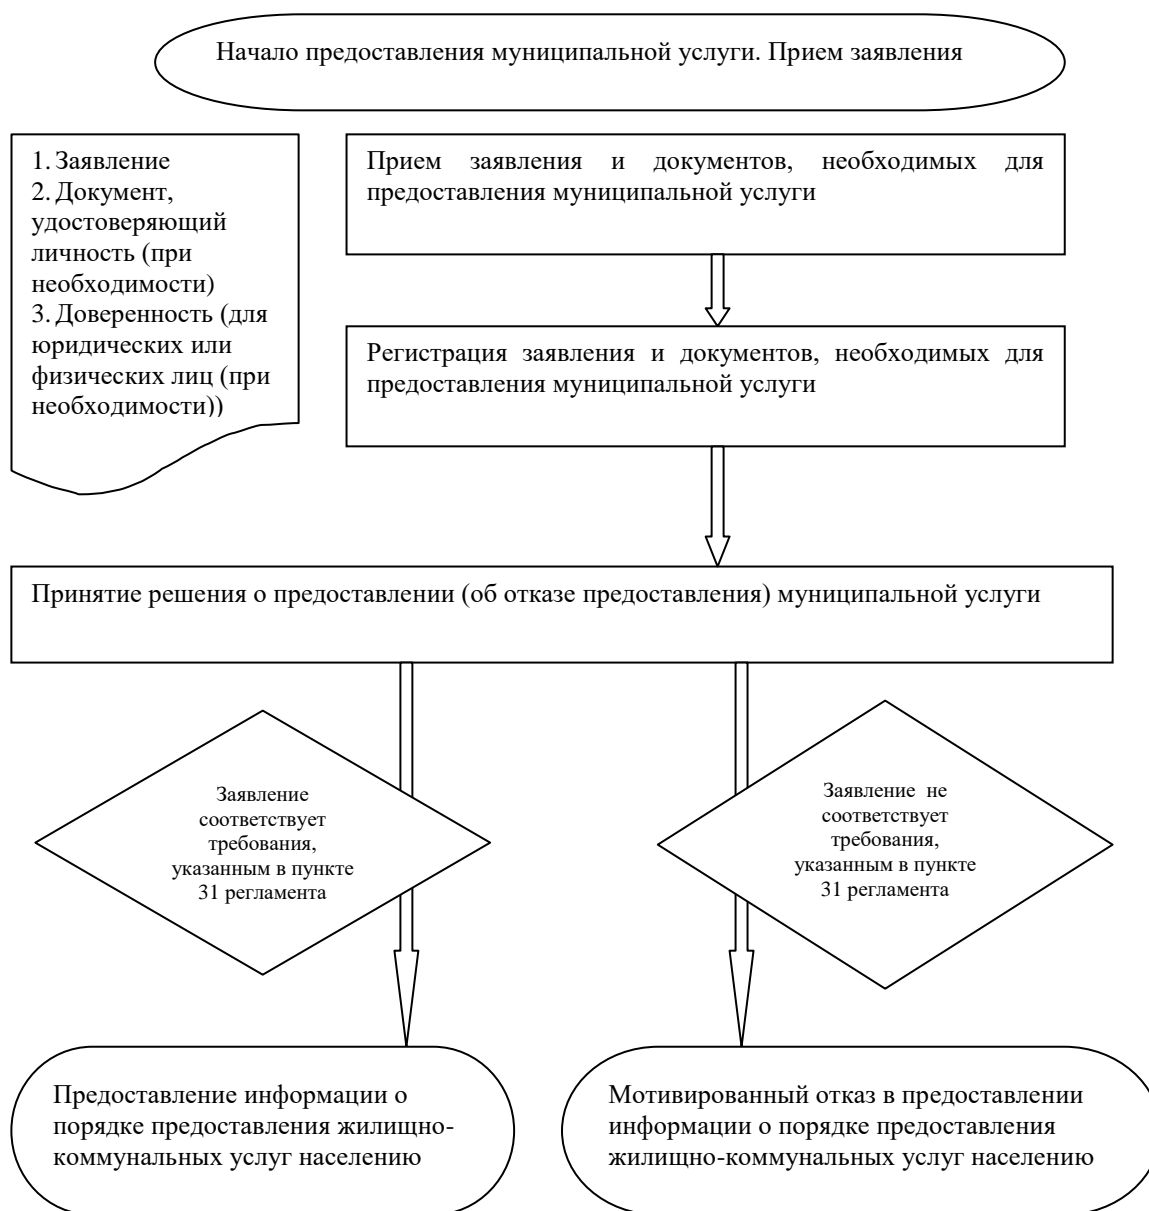 Начало предоставления муниципальной услуги. Прием заявления
1. Заявление
2. Документ,
удостоверяющий
личность (при
необходимости)
3. Доверенность (для
юридических или
физических лиц (при
необходимости))
Прием заявления и документов, необходимых для
предоставления муниципальной услуги
Регистрация заявления и документов, необходимых для
предоставления муниципальной услуги
Принятие решения о предоставлении (об отказе предоставления) муниципальной услуги
Заявление
соответствует
требования,
указанным в пункте
31 регламента
Заявление не
соответствует
требования,
указанным в пункте
31 регламента
Предоставление информации о
порядке предоставления жилищно-
коммунальных услуг населению
Мотивированный отказ в предоставлении
информации о порядке предоставления
жилищно-коммунальных услуг населению